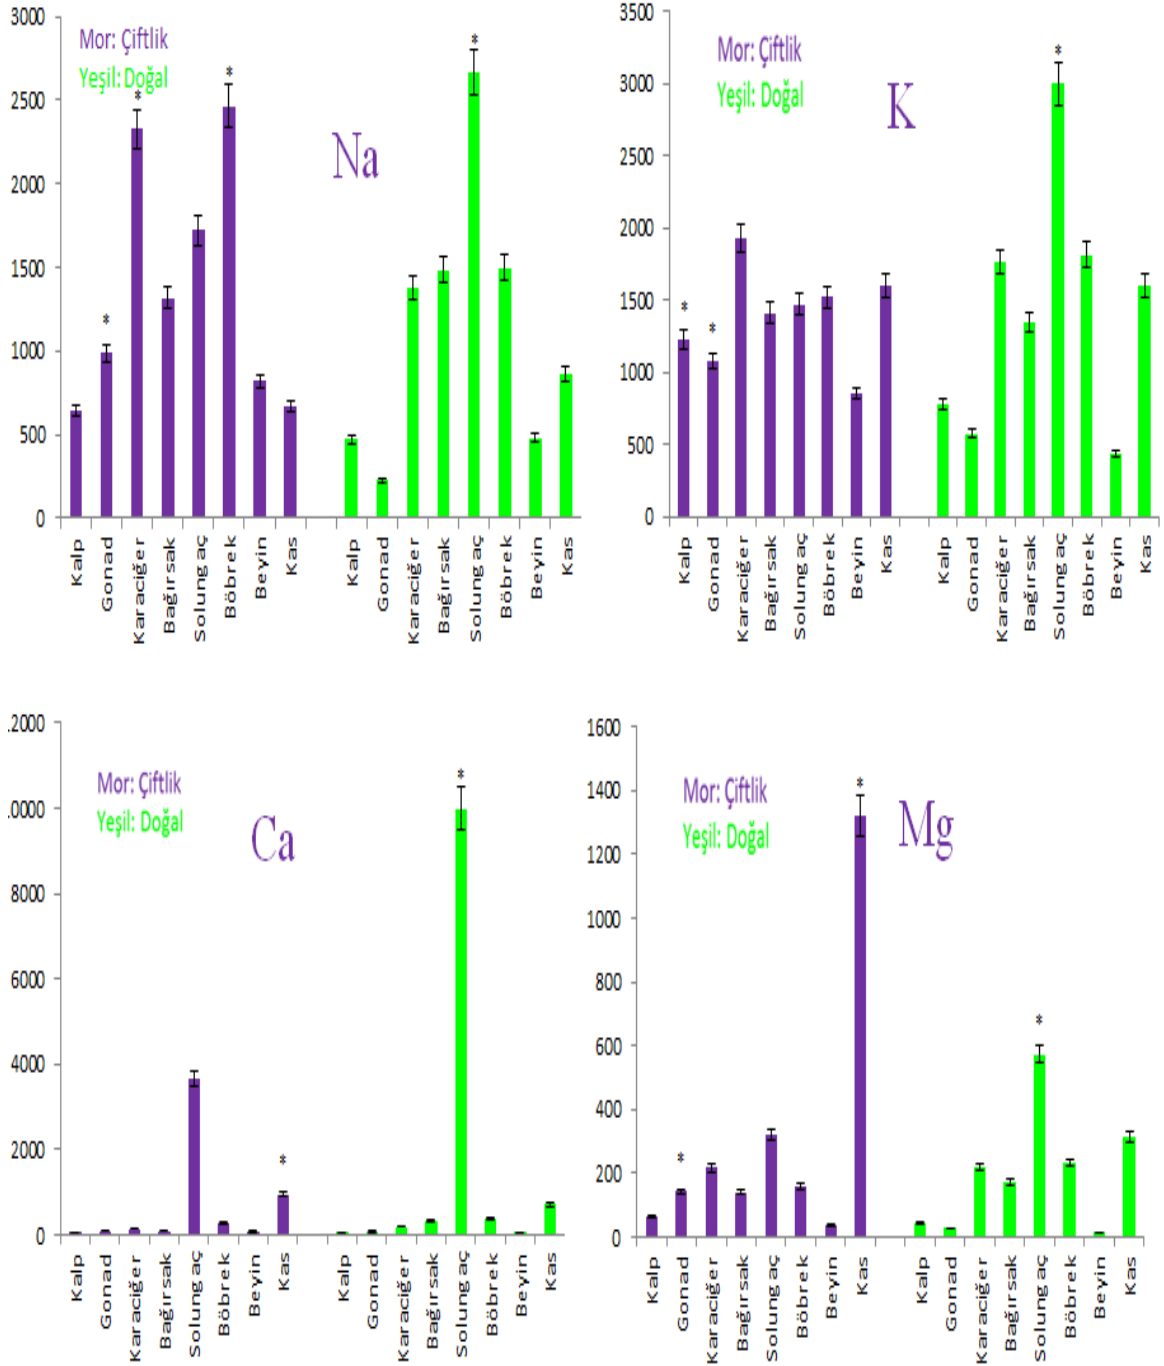 3000
2500
2000
1500
1000
500
0
Mor: Çiftlik
Yeşil: Doğal
Na
* * * *
Kalp
Gonad
Karaciğer
Bağırsak
Solungaç
Böbrek
Beyin
Kas
Kalp
Gonad
Karaciğer
Bağırsak
Solungaç
Böbrek
Beyin
Kas
3500
3000
2500
2000
1500
1000
500
0
Mor: Çiftlik
Yeşil: Doğal
K
* * *
Kalp
Gonad
Karaciğer
Bağırsak
Solungaç
Böbrek
Beyin
Kas
Kalp
Gonad
Karaciğer
Bağırsak
Solungaç
Böbrek
Beyin
Kas
.2000
.0000
8000
6000
4000
2000
0
Mor: Çiftlik
Yeşil: Doğal
Ca
* *
Kalp
Gonad
Karaciğer
Bağırsak
Solungaç
Böbrek
Beyin
Kas
Kalp
Gonad
Karaciğer
Bağırsak
Solungaç
Böbrek
Beyin
Kas
1600
1400
1200
1000
800
600
400
200
0
Mor: Çiftlik
Yeşil: Doğal
Mg
* * *
Kalp
Gonad
Karaciğer
Bağırsak
Solungaç
Böbrek
Beyin
Kas
Kalp
Gonad
Karaciğer
Bağırsak
Solungaç
Böbrek
Beyin
Kas